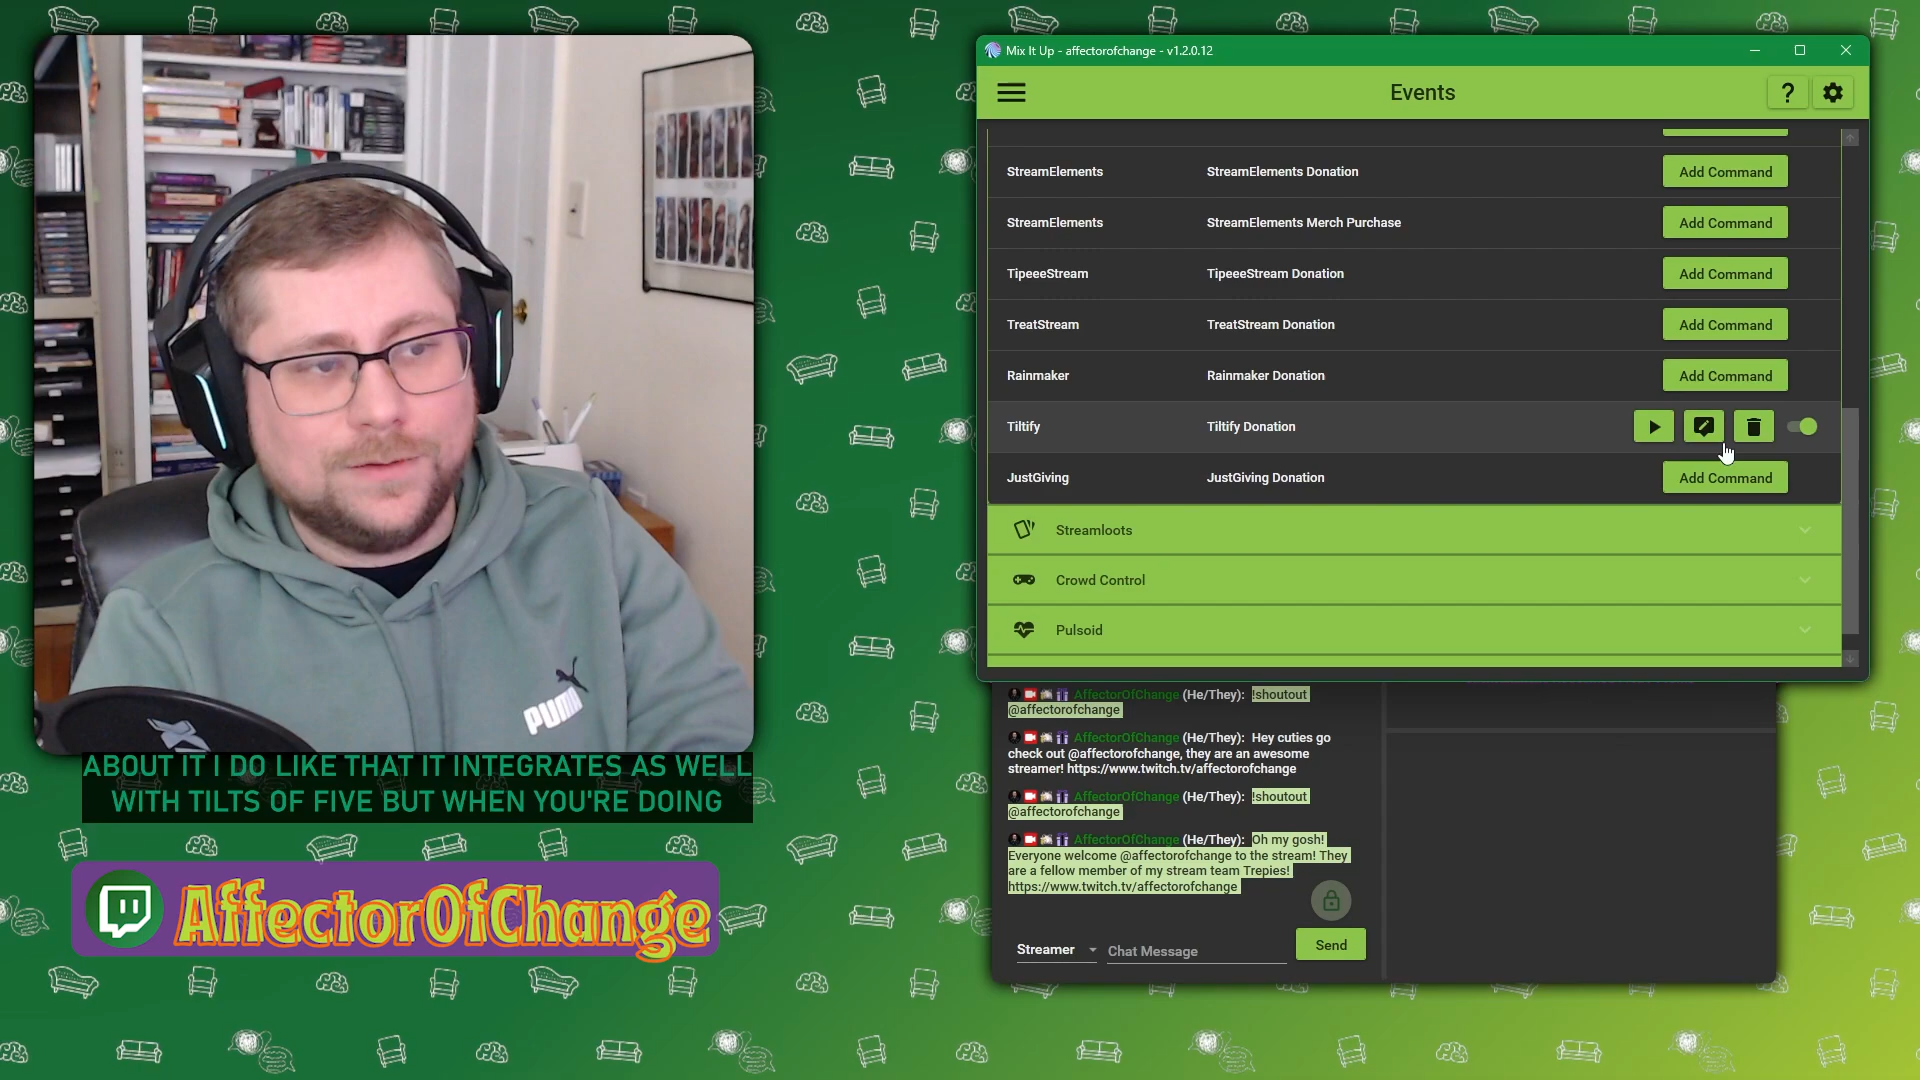 Mix It Up - affectorofchange - v1.2.0.12
Events
?
StreamElements StreamElements Donation Add Command
StreamElements StreamElements Merch Purchase Add Command
TipeeeStream TipeeeStream Donation Add Command
TreatStream TreatStream Donation Add Command
Rainmaker Rainmaker Donation Add Command
Tiltify Tiltify Donation
JustGiving JustGiving Donation Add Command
Streamloots
Crowd Control
Pulsoid
AffectorOfChange (He/They): !shoutout
@affectorofchange
AffectorOfChange (He/They): Hey cuties go
check out @affectorofchange, they are an awesome
streamer! https://www.twitch.tv/affectorofchange
AffectorOfChange (He/They): !shoutout
@affectorofchange
AffectorOfChange (He/They): Oh my gosh!
Everyone welcome @affectorofchange to the stream! They
are a fellow member of my stream team Trepies!
https://www.twitch.tv/affectorofchange
Streamer Chat Message Send
PUMA
ABOUT IT I DO LIKE THAT IT INTEGRATES AS WELL
WITH TILTS OF FIVE BUT WHEN YOU'RE DOING
AffectorOfChange